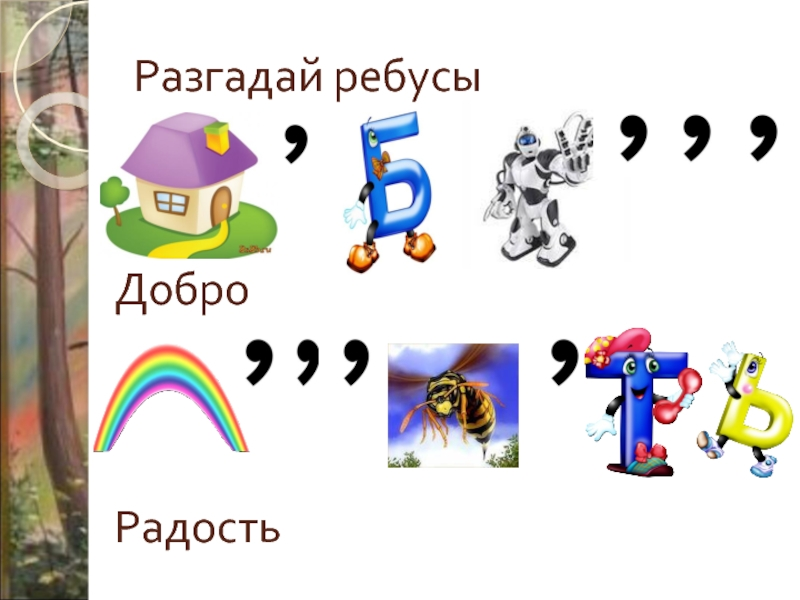 Разгадай ребусы
, Б , , ,
Добро
, , , , Т Ь
Радость